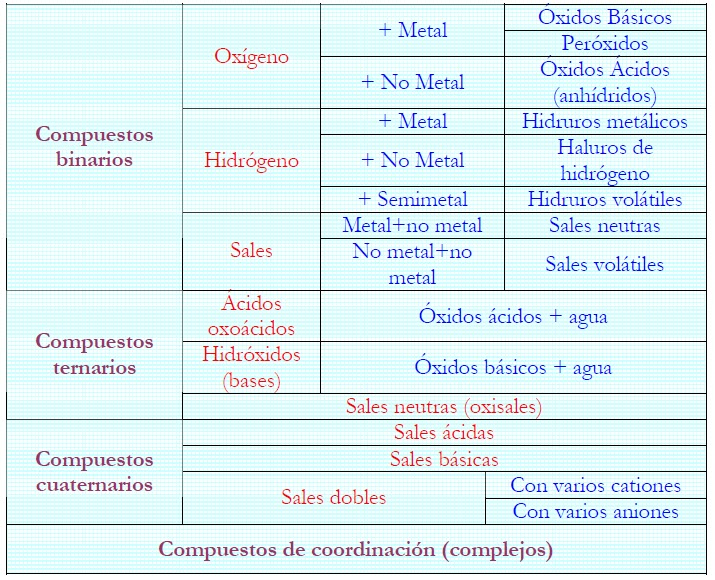 Compuestos
binarios
Oxígeno
+ Metal
Óxidos Básicos
Peróxidos
+ No Metal
Óxidos Ácidos
(anhídridos)
Hidrógeno
+ Metal
Hidruros metálicos
+ No Metal
Haluros de
hidrógeno
+ Semimetal
Hidruros volátiles
Sales
Metal+no metal
Sales neutras
No metal+no
metal
Sales volátiles
Compuestos
ternarios
Ácidos
oxoácidos
Óxidos ácidos + agua
Hidróxidos
(bases)
Óxidos básicos + agua
Sales neutras (oxisales)
Compuestos
cuaternarios
Sales ácidas
Sales básicas
Sales dobles
Con varios cationes
Con varios aniones
Compuestos de coordinación (complejos)